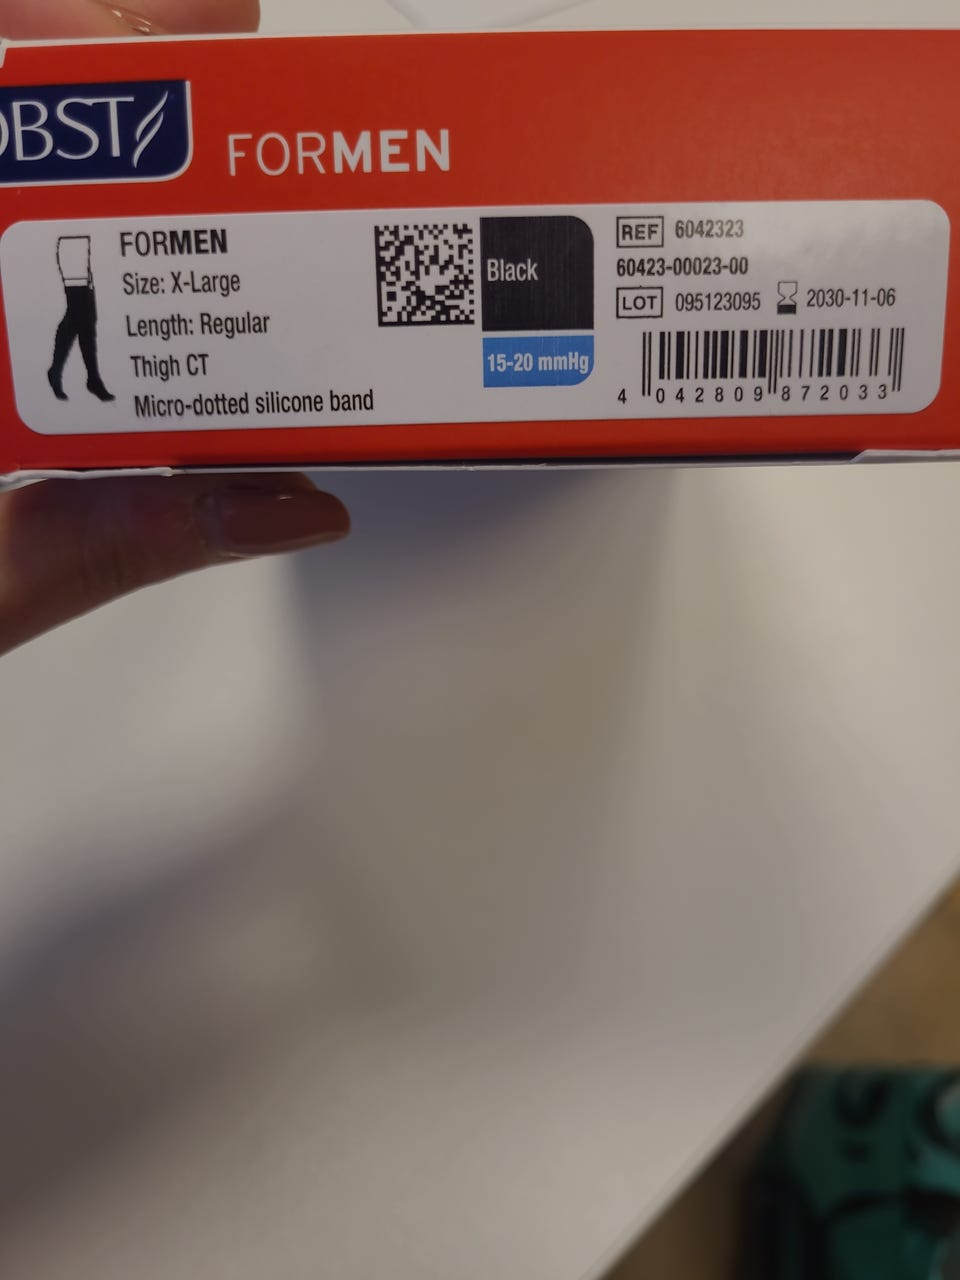 OBST
FORMEN
FORMEN
Size: X-Large
Length: Regular
Thigh CT
Micro-dotted silicone band
Black
15-20 mmHg
REF 6042323
60423-00023-00
LOT 095123095 2030-11-06
4 042809 872033